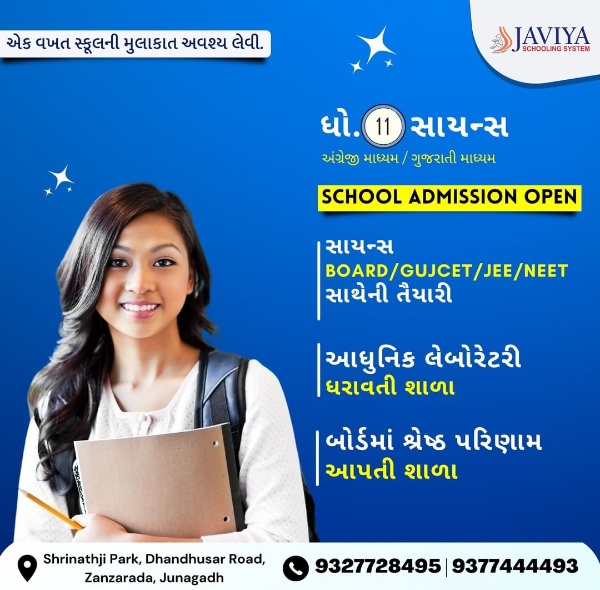 એક વખત સ્કૂલની મુલાકાત અવશ્ય લેવી.
JAVIYA
SCHOOLING SYSTEM
ધો. 11 સાયન્સ
અંગ્રેજી માધ્યમ / ગુજરાતી માધ્યમ
SCHOOL ADMISSION OPEN
સાયન્સ
BOARD/GUJCET/JEE/NEET
સાથેની તૈયારી
આધુનિક લેબોરેટરી
ધરાવતી શાળા
બોર્ડમાં શ્રેષ્ઠ પરિણામ
આપતી શાળા
Shrinathji Park, Dhandhusar Road,
Zanzarada, Junagadh
9327728495 | 9377444493